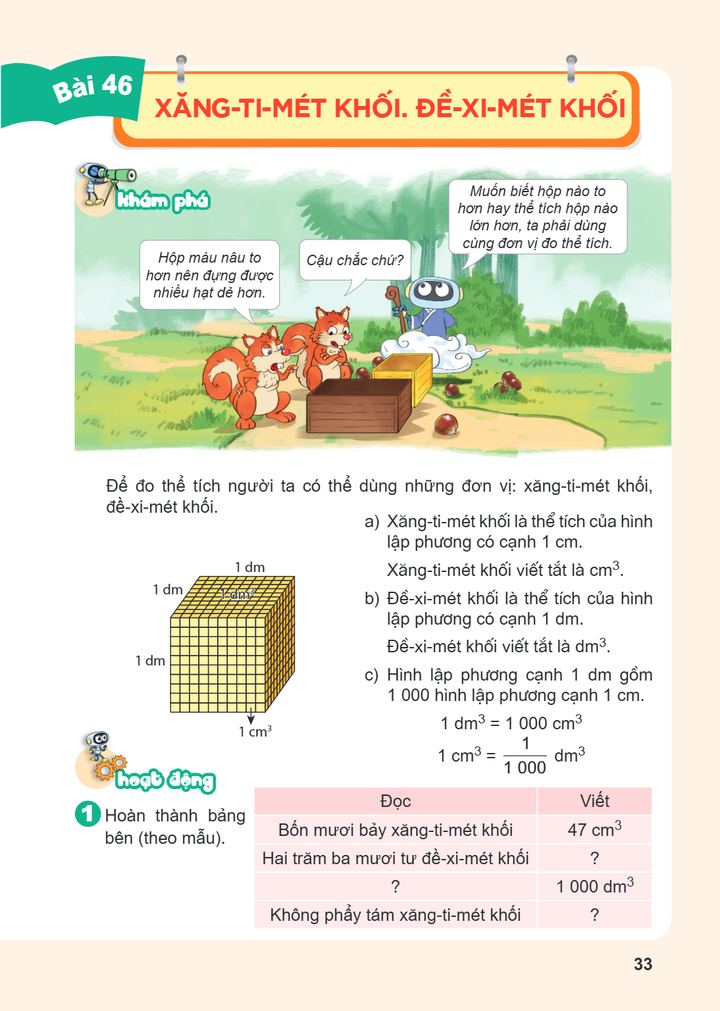 Bài 46
XĂNG-TI-MÉT KHỐI. ĐỀ-XI-MÉT KHỐI
khám phá
Muốn biết hộp nào to
hơn hay thể tích hộp nào
lớn hơn, ta phải dùng
cùng đơn vị đo thể tích.
Hộp màu nâu to
hơn nên đựng được
nhiều hạt dẻ hơn.
Cậu chắc chứ?
Để đo thể tích người ta có thể dùng những đơn vị: xăng-ti-mét khối,
đề-xi-mét khối.
1 dm
1 dm
1 dm³
1 dm
1 cm³
a) Xăng-ti-mét khối là thể tích của hình
lập phương có cạnh 1 cm.
Xăng-ti-mét khối viết tắt là cm³.
b) Đề-xi-mét khối là thể tích của hình
lập phương có cạnh 1 dm.
Đề-xi-mét khối viết tắt là dm³.
c) Hình lập phương cạnh 1 dm gồm
1 000 hình lập phương cạnh 1 cm.
1 dm³ = 1 000 cm³
1 cm³ = 1/1 000 dm³
hoạt động
1 Hoàn thành bảng
bên (theo mẫu).
Đọc Viết
Bốn mươi bảy xăng-ti-mét khối 47 cm³
Hai trăm ba mươi tư đề-xi-mét khối ?
? 1 000 dm³
Không phẩy tám xăng-ti-mét khối ?
33